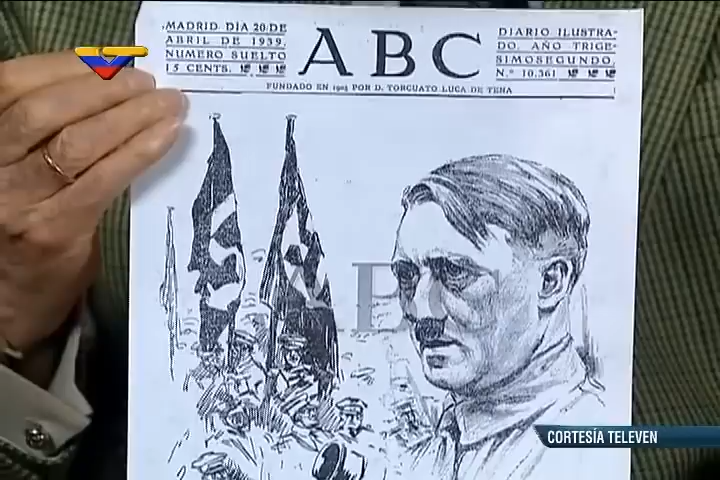 MADRID DIA 20 DE
ABRIL DE 1939.
NUMERO SUELTO
15 CENTS.
ABC
DIARIO ILUSTRA-
DO. AÑO TRIGE-
SIMOSEGUNDO.
N.º 10.361
FUNDADO EN 1905 POR D. TORCUATO LUCA DE TENA
ABC
CORTESÍA TELEVEN